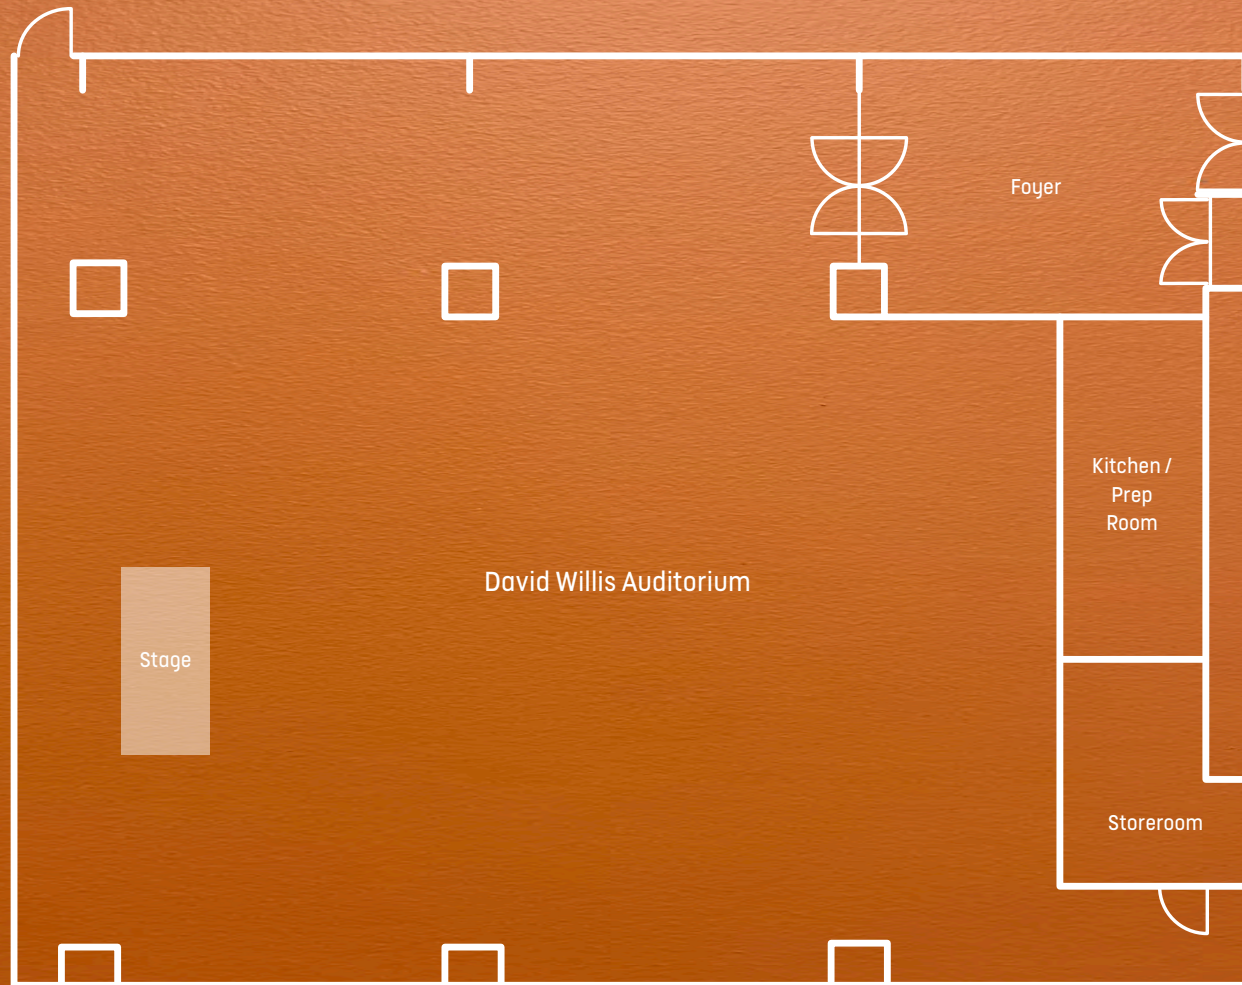 Foyer
Kitchen /
Prep
Room
David Willis Auditorium
Stage
Storeroom